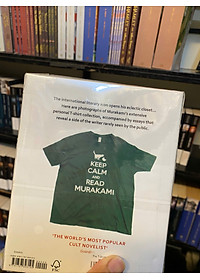 The international literary icon opens his eclectic closet...
Here are photographs of Murakami's extensive
personal T-shirt collection, accompanied by essays that
reveal a side of the writer rarely seen by the public.
KEEP
CALM
AND
READ
MURAKAMI
"THE WORLD'S MOST POPULAR
CULT NOVELIST"
FSC